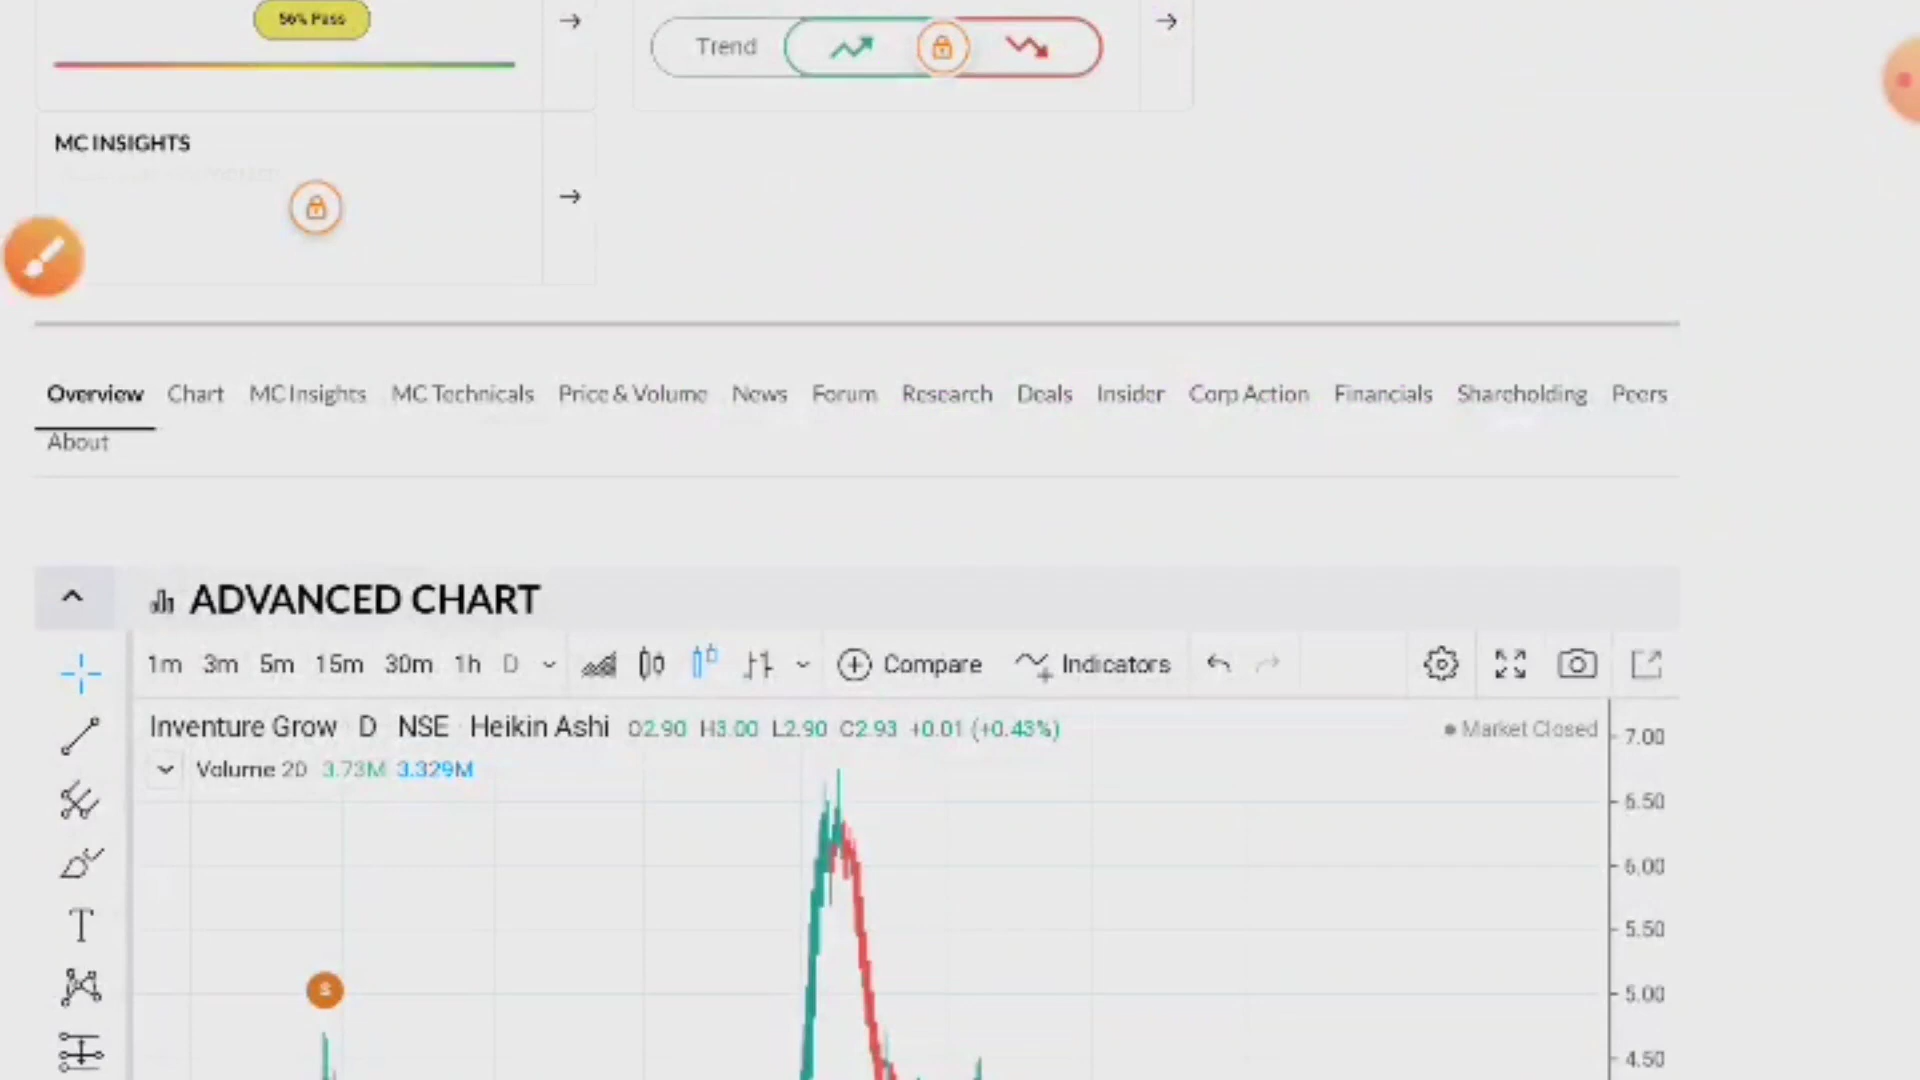 56% Pass
Trend
MC INSIGHTS
Overview Chart MC Insights MC Technicals Price & Volume News Forum Research Deals Insider Corp Action Financials Shareholding Peers
About
ADVANCED CHART
1m 3m 5m 15m 30m 1h D Compare Indicators
Inventure Grow D NSE Heikin Ashi O2.90 H3.00 L2.90 C2.93 +0.01 (+0.43%) Market Closed
7.00
Volume 20 3.73M 3.329M
6.50
6.00
5.50
S
5.00
4.50